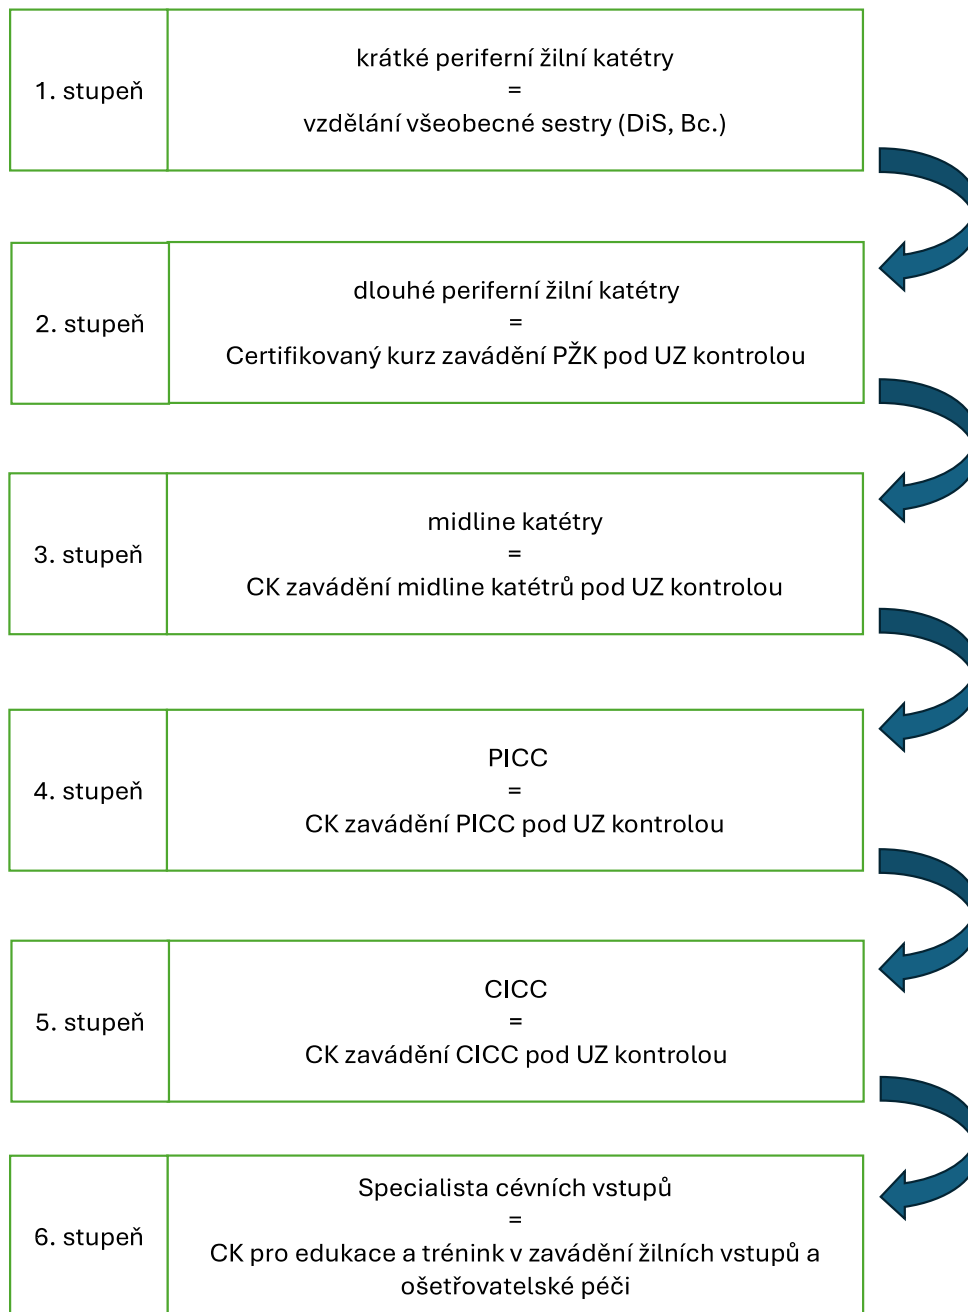 1. stupeň
krátké periferní žilní katétry
=
vzdělání všeobecné sestry (DiS, Bc.)
2. stupeň
dlouhé periferní žilní katétry
=
Certifikovaný kurz zavádění PŽK pod UZ kontrolou
3. stupeň
midline katétry
=
CK zavádění midline katétrů pod UZ kontrolou
4. stupeň
PICC
=
CK zavádění PICC pod UZ kontrolou
5. stupeň
CICC
=
CK zavádění CICC pod UZ kontrolou
6. stupeň
Specialista cévních vstupů
=
CK pro edukace a trénink v zavádění žilních vstupů a
ošetřovatelské péči